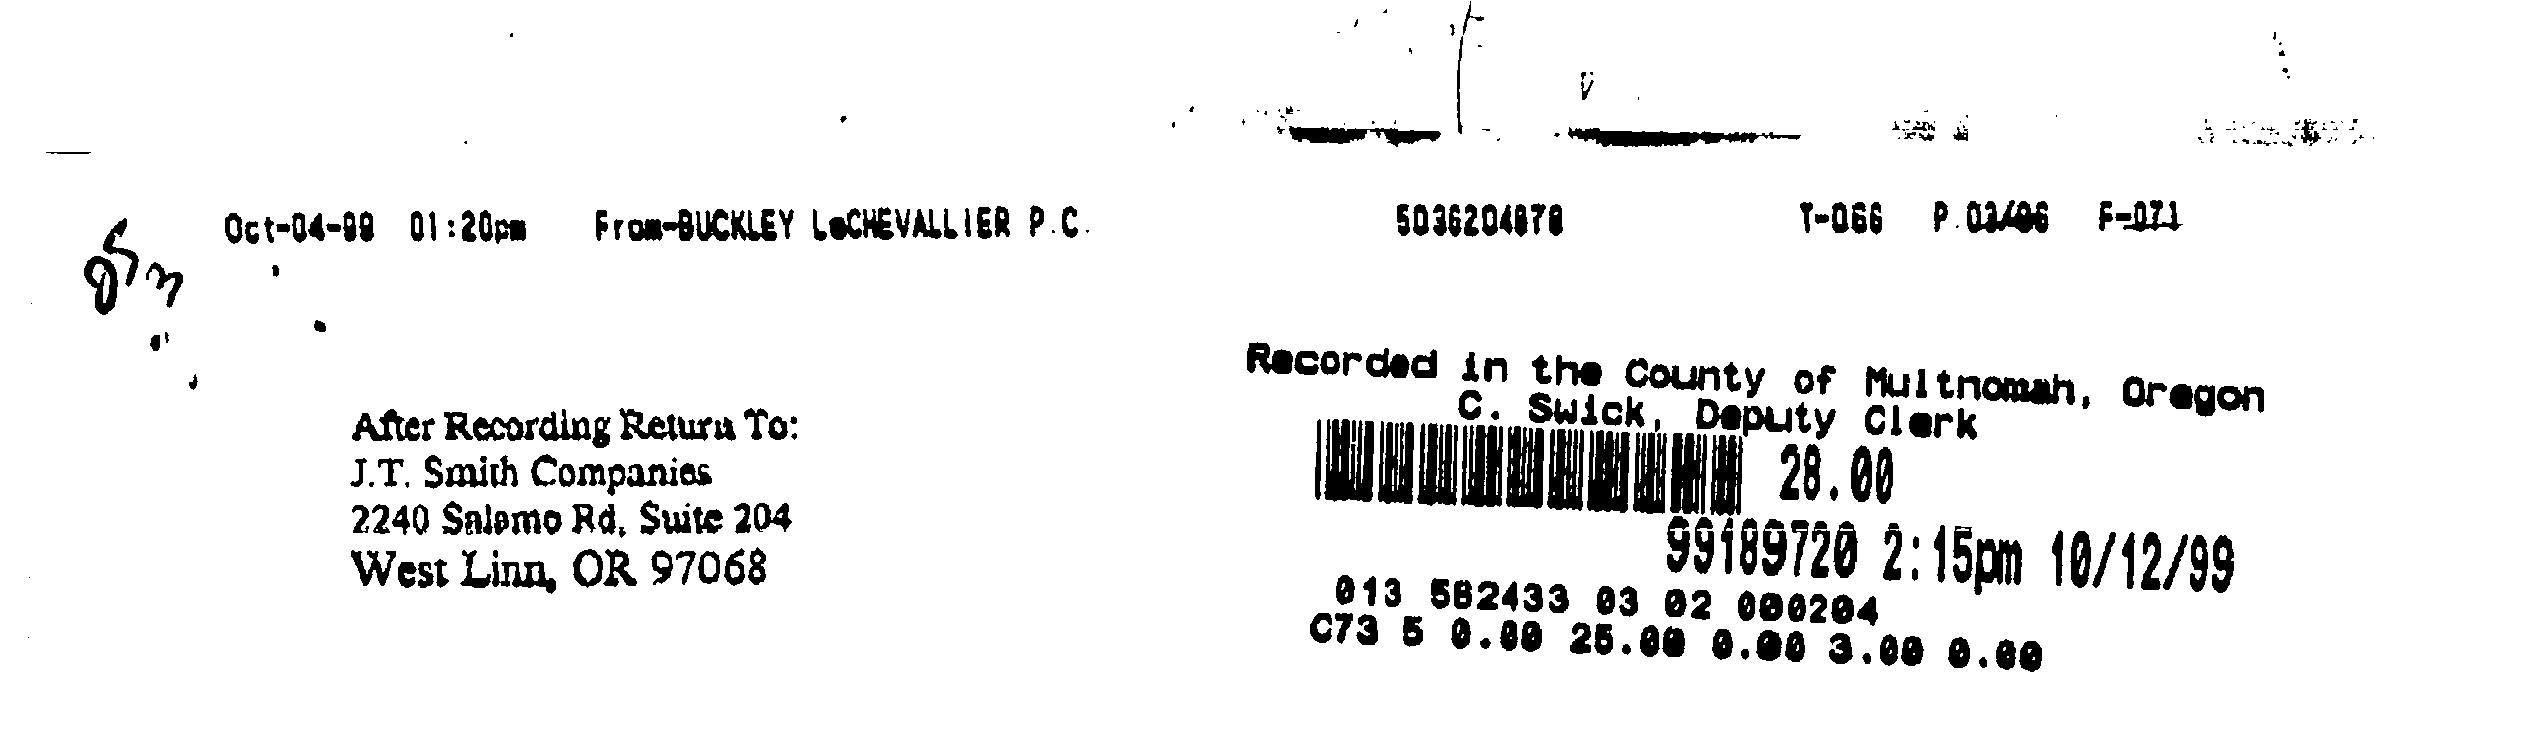 Oct-04-99 01:20pm From-BUCKLEY LeCHEVALLIER P.C. 5036204878 T-066 P.03/06 F-071
After Recording Return To:
J.T. Smith Companies
2240 Salamo Rd, Suite 204
West Linn, OR 97068
Recorded in the County of Multnomah, Oregon
C. Swick, Deputy Clerk
28.00
99189720 2:15pm 10/12/99
013 582433 03 02 000204
C73 5 0.00 25.00 0.00 3.00 0.00